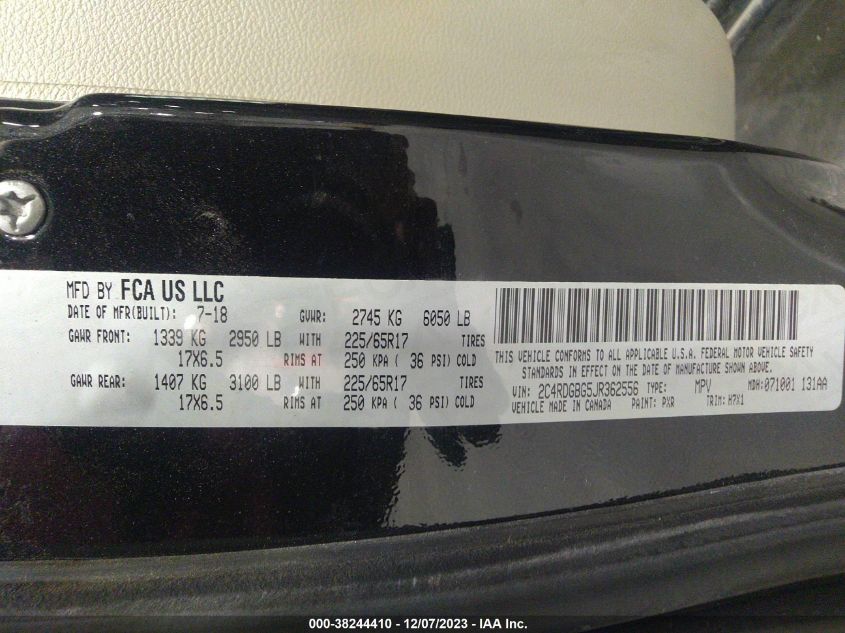 MFD BY FCA US LLC
DATE OF MFR(BUILT): 7-18 GVWR: 2745 KG 6050 LB
GAWR FRONT: 1339 KG 2950 LB WITH 225/65R17 TIRES
17X6.5 RIMS AT 250 KPA ( 36 PSI) COLD
GAWR REAR: 1407 KG 3100 LB WITH 225/65R17 TIRES
17X6.5 RIMS AT 250 KPA ( 36 PSI) COLD
THIS VEHICLE CONFORMS TO ALL APPLICABLE U.S.A. FEDERAL MOTOR VEHICLE SAFETY
STANDARDS IN EFFECT ON THE DATE OF MANUFACTURE SHOWN ABOVE.
VIN: 2C4RDGBG5JR362556 TYPE: MPV MDH:071001 131AA
VEHICLE MADE IN CANADA PAINT: PXR TRIM: H7X1
000-38244410 - 12/07/2023 - IAA Inc.